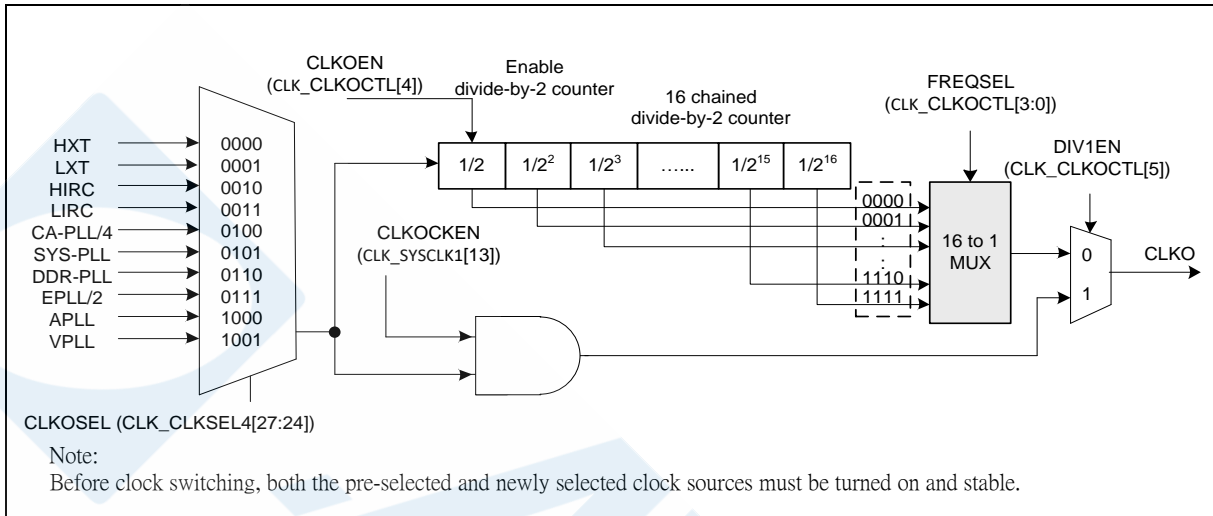 CLKOEN
(CLK_CLKOCTL[4])
Enable
divide-by-2 counter
16 chained
divide-by-2 counter
FREQSEL
(CLK_CLKOCTL[3:0])
DIV1EN
(CLK_CLKOCTL[5])
HXT
LXT
HIRC
LIRC
CA-PLL/4
SYS-PLL
DDR-PLL
EPLL/2
APLL
VPLL
0000
0001
0010
0011
0100
0101
0110
0111
1000
1001
1/2 1/2² 1/2³ …... 1/2¹⁵ 1/2¹⁶
0000
0001
:
:
1110
1111
16 to 1
MUX
0
1
CLKO
CLKOCKEN
(CLK_SYSCLK1[13])
CLKOSEL (CLK_CLKSEL4[27:24])
Note:
Before clock switching, both the pre-selected and newly selected clock sources must be turned on and stable.